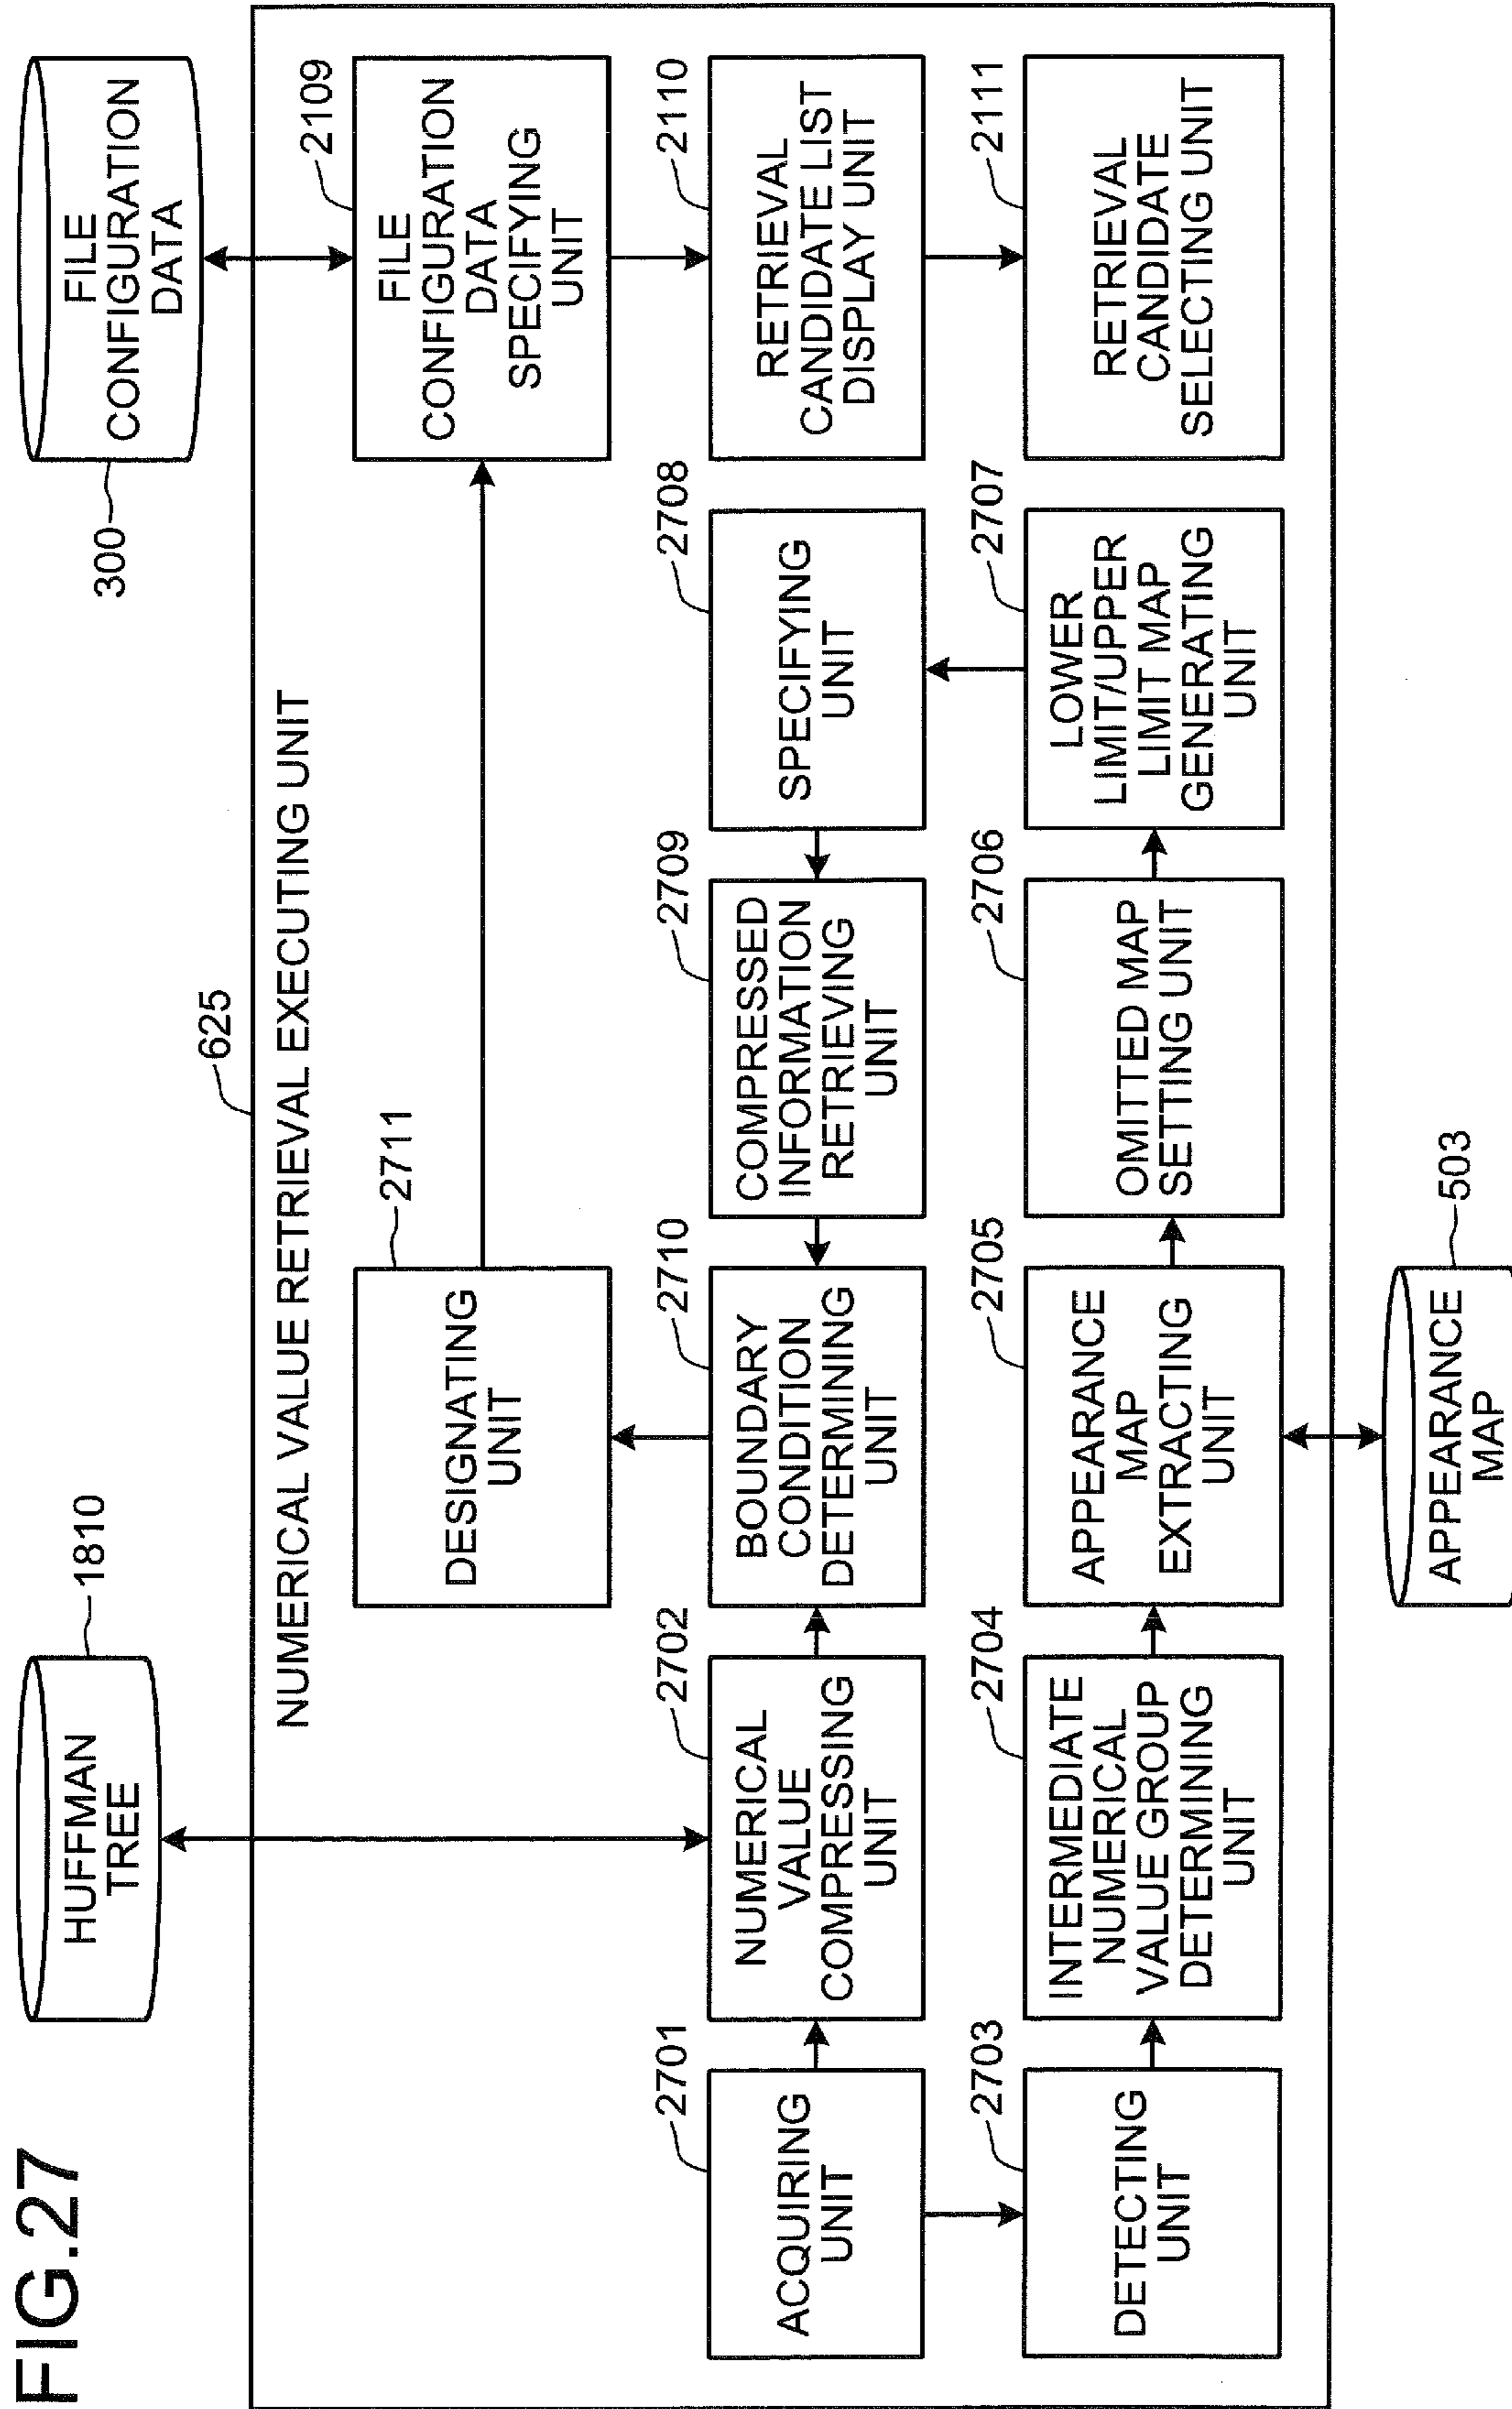 FIG.27
HUFFMAN
TREE
1810
FILE
CONFIGURATION
DATA
300
625
NUMERICAL VALUE RETRIEVAL EXECUTING UNIT
2711
DESIGNATING
UNIT
2109
FILE
CONFIGURATION
DATA
SPECIFYING
UNIT
2701
ACQUIRING
UNIT
2702
NUMERICAL
VALUE
COMPRESSING
UNIT
2710
BOUNDARY
CONDITION
DETERMINING
UNIT
2709
COMPRESSED
INFORMATION
RETRIEVING
UNIT
2708
SPECIFYING
UNIT
2110
RETRIEVAL
CANDIDATE LIST
DISPLAY UNIT
2703
DETECTING
UNIT
2704
INTERMEDIATE
NUMERICAL
VALUE GROUP
DETERMINING
UNIT
2705
APPEARANCE
MAP
EXTRACTING
UNIT
2706
OMITTED MAP
SETTING UNIT
2707
LOWER
LIMIT/UPPER
LIMIT MAP
GENERATING
UNIT
2111
RETRIEVAL
CANDIDATE
SELECTING UNIT
503
APPEARANCE
MAP